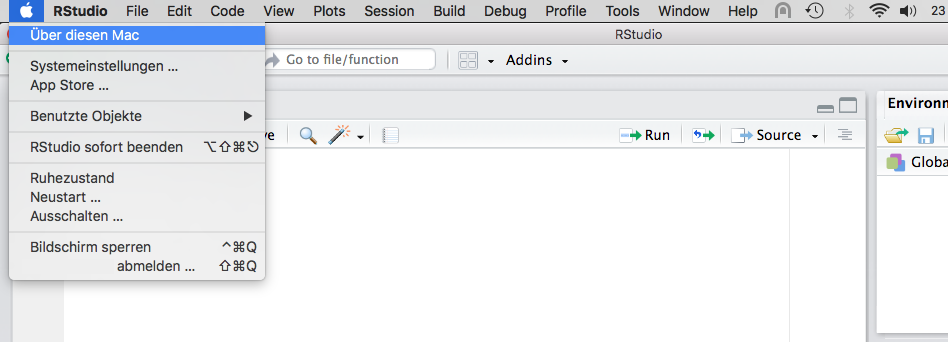 RStudio File Edit Code View Plots Session Build Debug Profile Tools Window Help 23
RStudio
Über diesen Mac
Go to file/function Addins
Systemeinstellungen ...
App Store ...
Benutzte Objekte
Environ
Run Source
RStudio sofort beenden ⌥⇧⌘⎋
Globa
Ruhezustand
Neustart ...
Ausschalten ...
Bildschirm sperren ^⌘Q
abmelden ... ⇧⌘Q